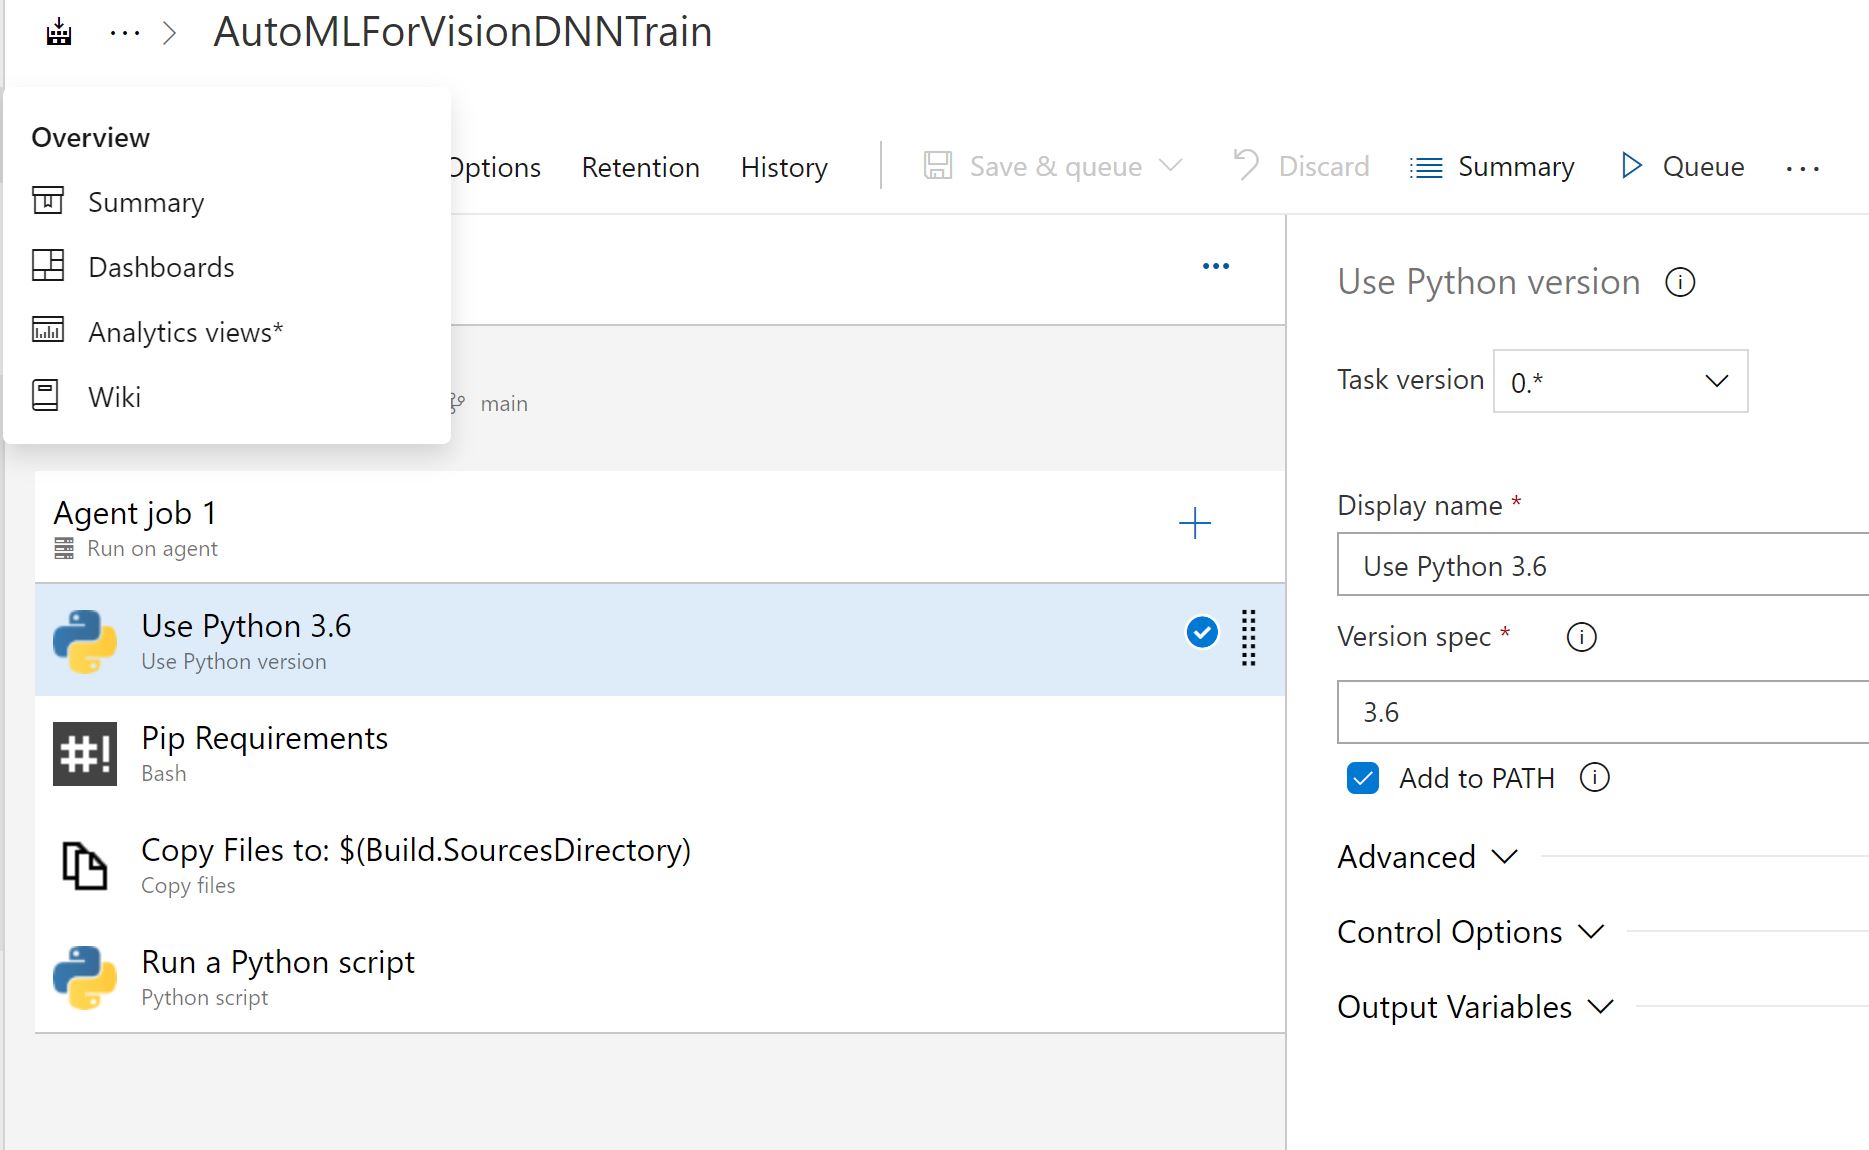 ··· > AutoMLForVisionDNNTrain
Overview
Summary
Dashboards
Analytics views*
Wiki
Options Retention History Save & queue Discard Summary Queue ···
···
main
Agent job 1
Run on agent
Use Python 3.6
Use Python version
#! Pip Requirements
Bash
Copy Files to: $(Build.SourcesDirectory)
Copy files
Run a Python script
Python script
Use Python version
Task version 0.*
Display name *
Use Python 3.6
Version spec *
3.6
Add to PATH
Advanced
Control Options
Output Variables